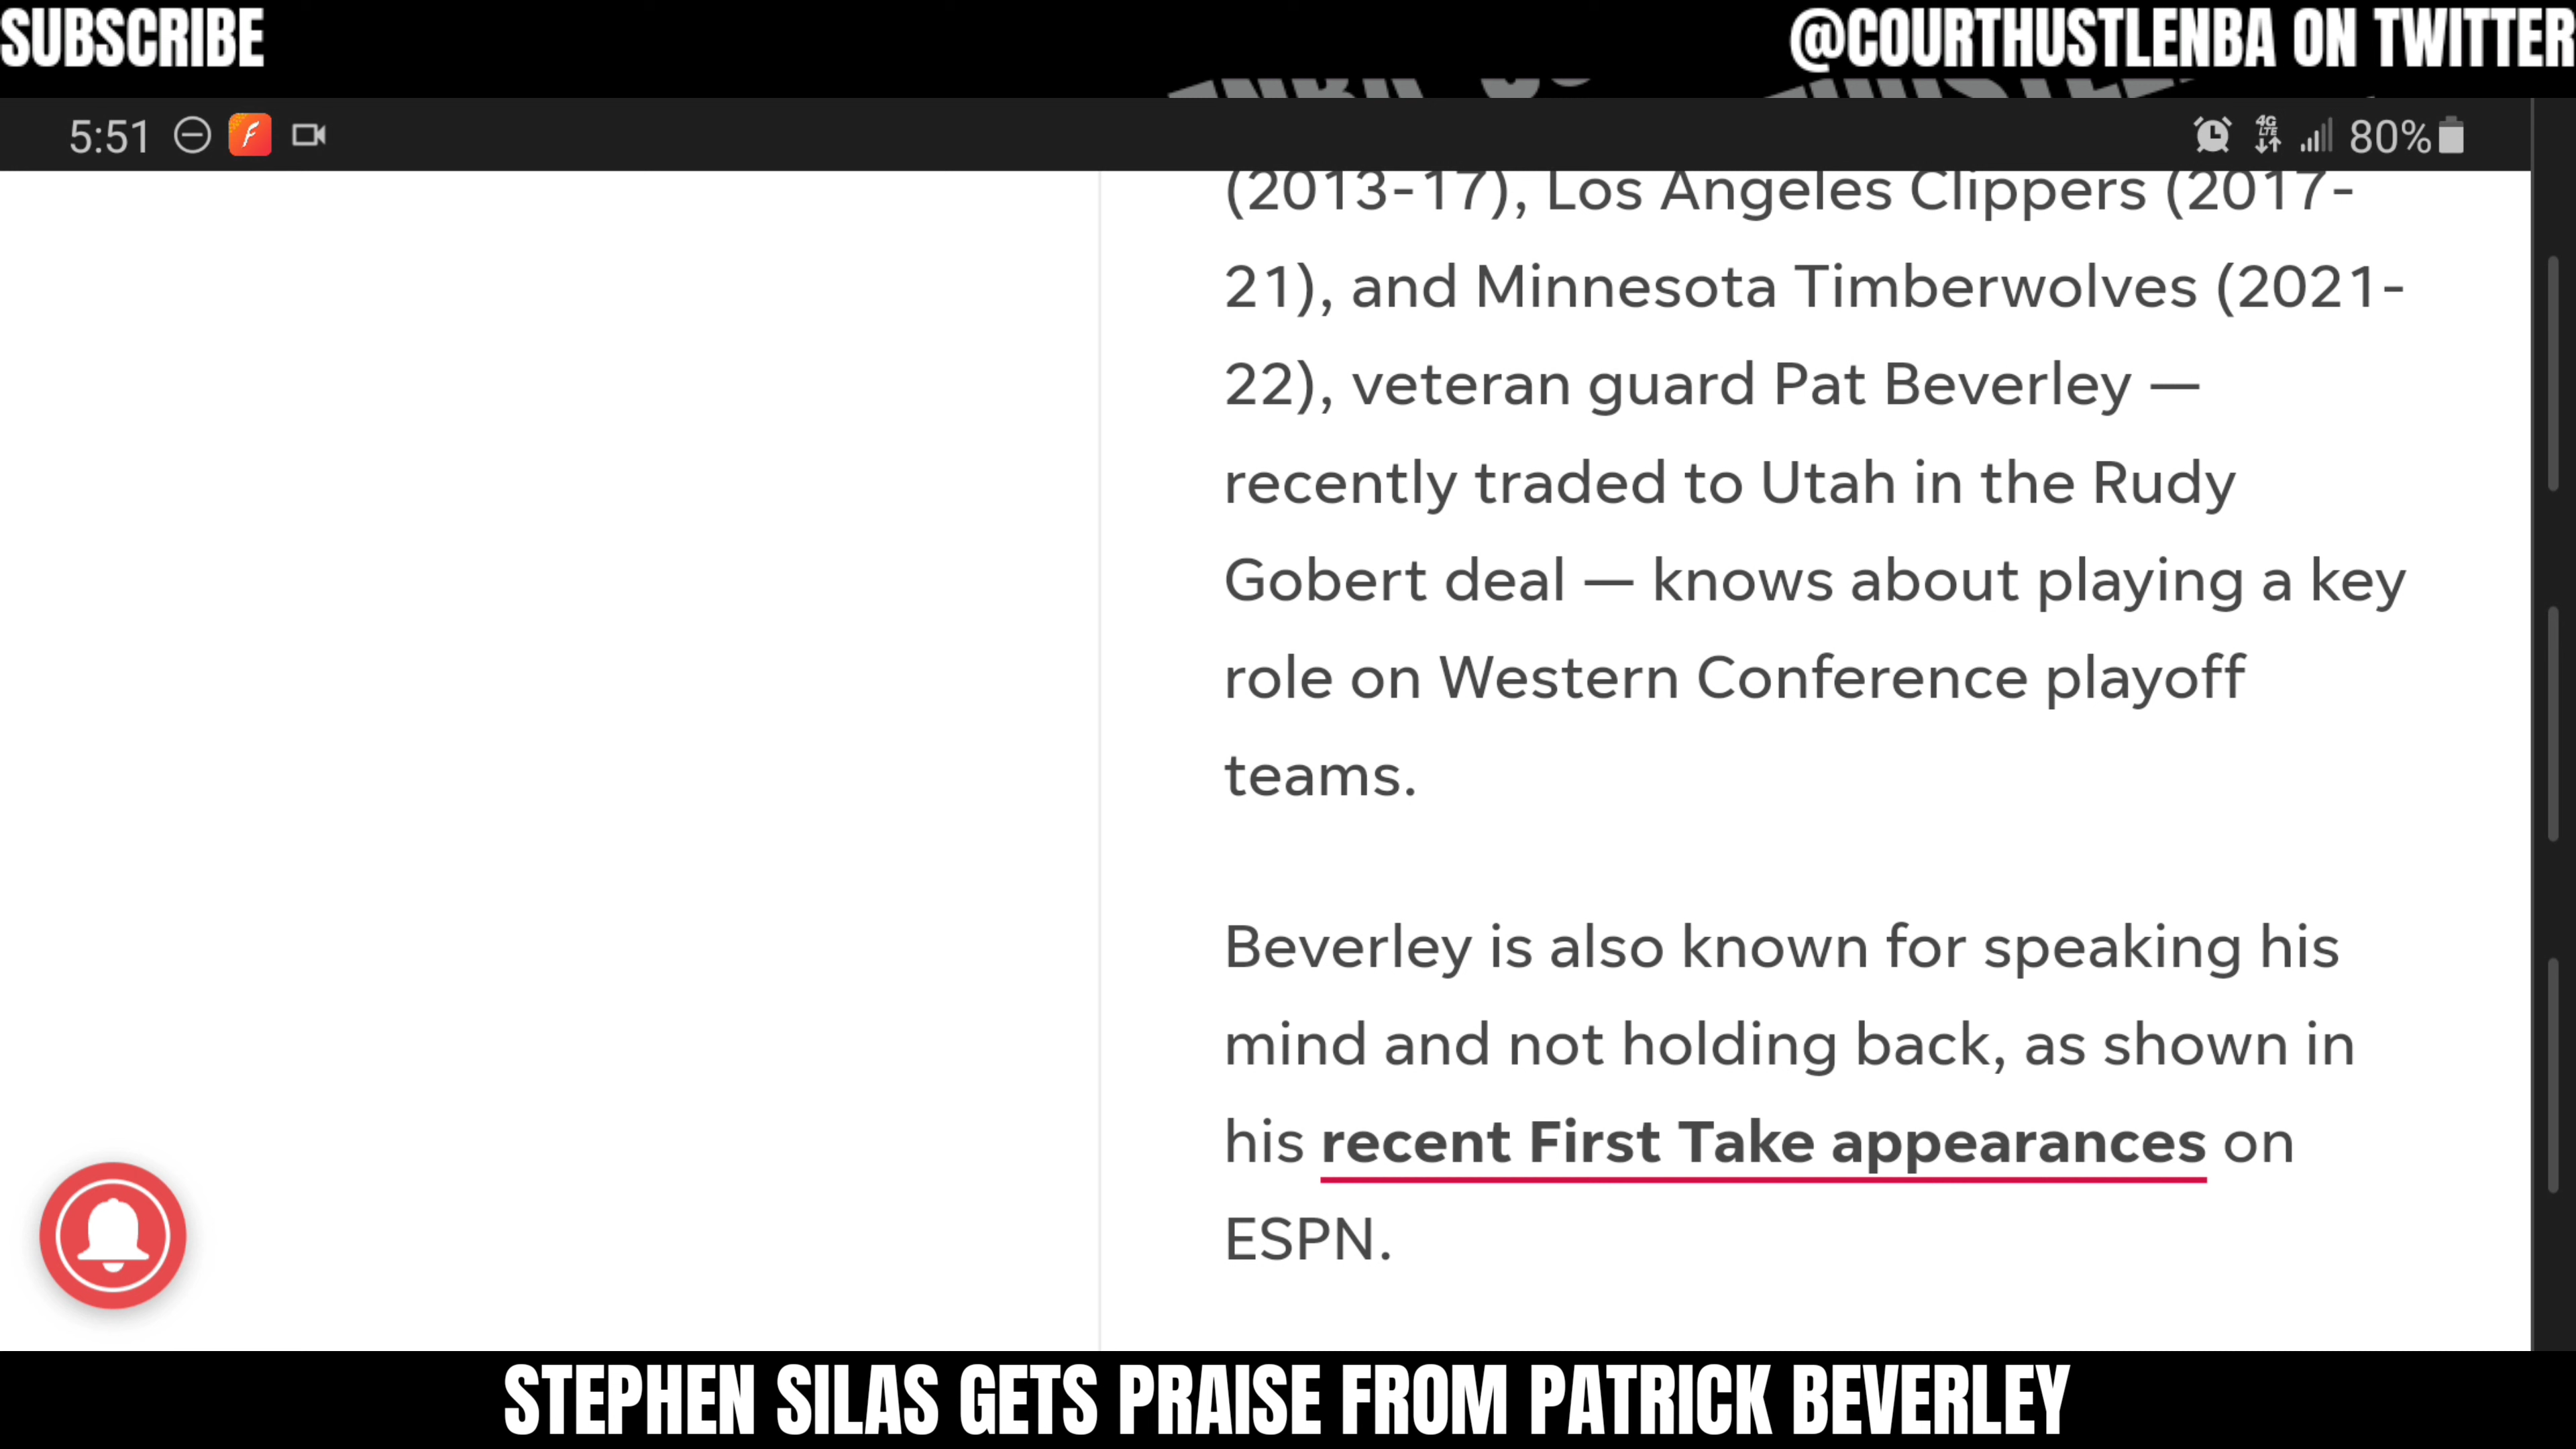 SUBSCRIBE
@COURTHUSTLENBA ON TWITTER
5:51
4G
LTE
80%
(2013-17), Los Angeles Clippers (2017-
21), and Minnesota Timberwolves (2021-
22), veteran guard Pat Beverley —
recently traded to Utah in the Rudy
Gobert deal — knows about playing a key
role on Western Conference playoff
teams.
Beverley is also known for speaking his
mind and not holding back, as shown in
his recent First Take appearances on
ESPN.
STEPHEN SILAS GETS PRAISE FROM PATRICK BEVERLEY